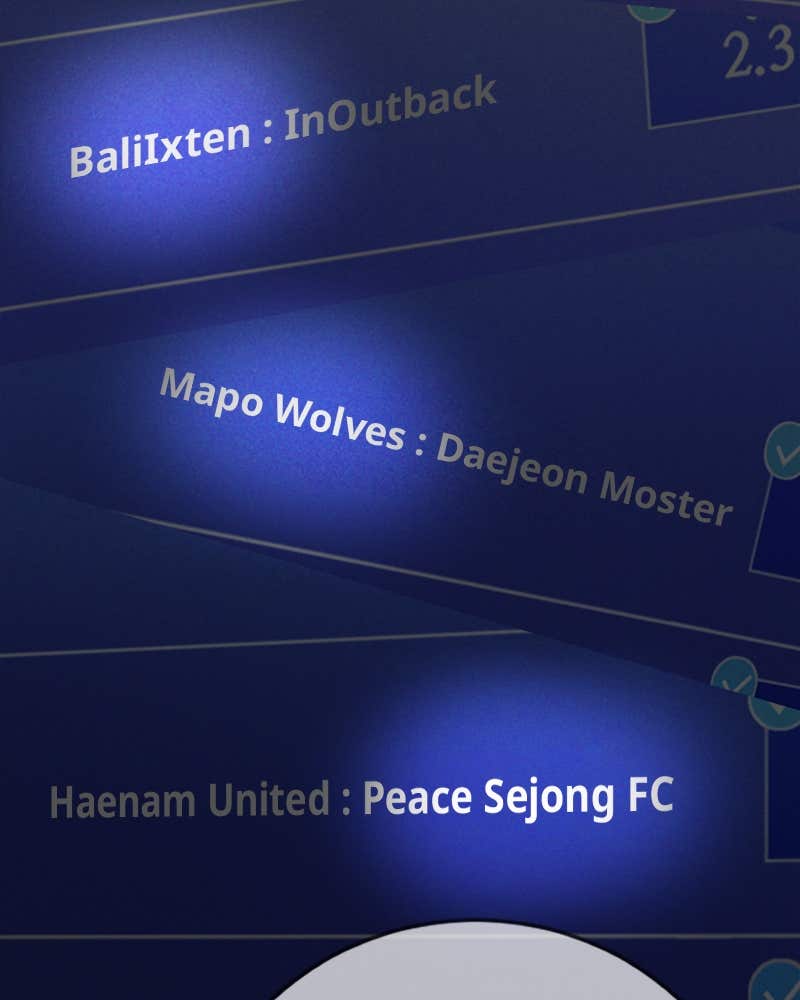 2.3
BaliIxten : InOutback
Mapo Wolves : Daejeon Moster
Haenam United : Peace Sejong FC